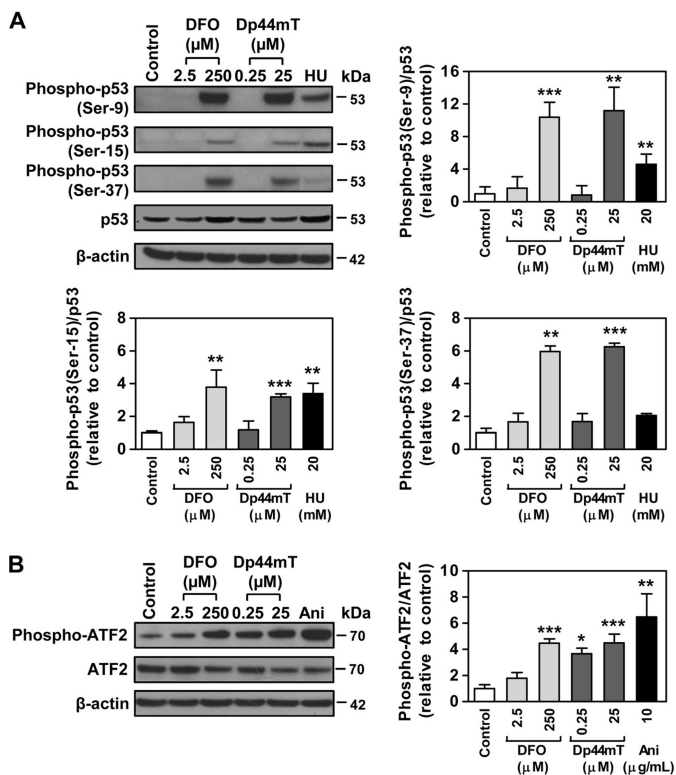 A
Control
DFO
(μM)
Dp44mT
(μM)
2.5 250 0.25 25 HU kDa
Phospho-p53
(Ser-9)
53
Phospho-p53
(Ser-15)
53
Phospho-p53
(Ser-37)
53
p53
53
β-actin
42
Phospho-p53(Ser-9)/p53
(relative to control)
16
12
8
4
0
***
**
**
Control
2.5
250
0.25
25
20
DFO
(μM)
Dp44mT
(μM)
HU
(mM)
Phospho-p53(Ser-15)/p53
(relative to control)
8
6
4
2
0
**
***
**
Control
2.5
250
0.25
25
20
DFO
(μM)
Dp44mT
(μM)
HU
(mM)
Phospho-p53(Ser-37)/p53
(relative to control)
8
6
4
2
0
**
***
Control
2.5
250
0.25
25
20
DFO
(μM)
Dp44mT
(μM)
HU
(mM)
B
Control
DFO
(μM)
Dp44mT
(μM)
2.5 250 0.25 25 Ani kDa
Phospho-ATF2
70
ATF2
70
β-actin
42
Phospho-ATF2/ATF2
(relative to control)
10
8
6
4
2
0
***
*
***
**
Control
2.5
250
0.25
25
10
DFO
(μM)
Dp44mT
(μM)
Ani
(μg/mL)